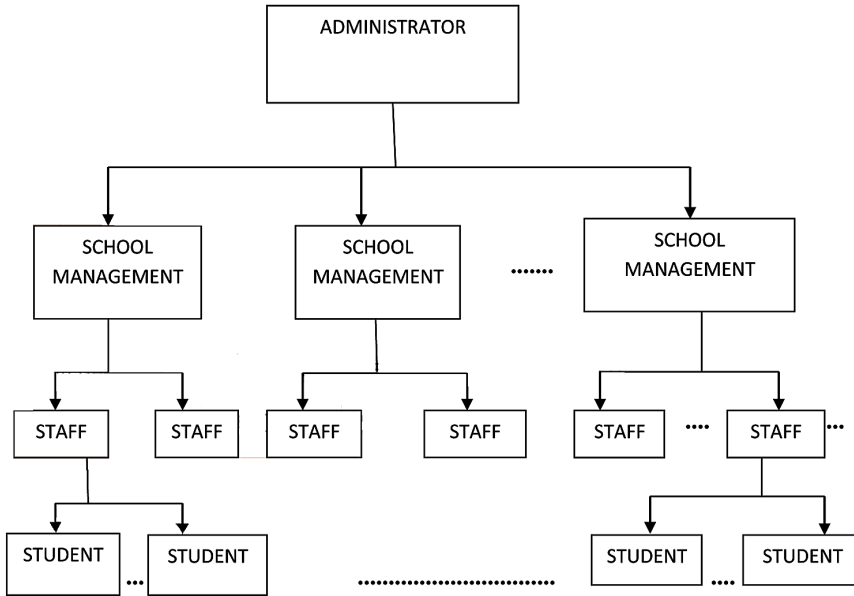 ADMINISTRATOR
SCHOOL
MANAGEMENT
SCHOOL
MANAGEMENT
.......
SCHOOL
MANAGEMENT
STAFF
STAFF
STAFF
STAFF
STAFF
....
STAFF
...
STUDENT
...
STUDENT
..............................
STUDENT
....
STUDENT